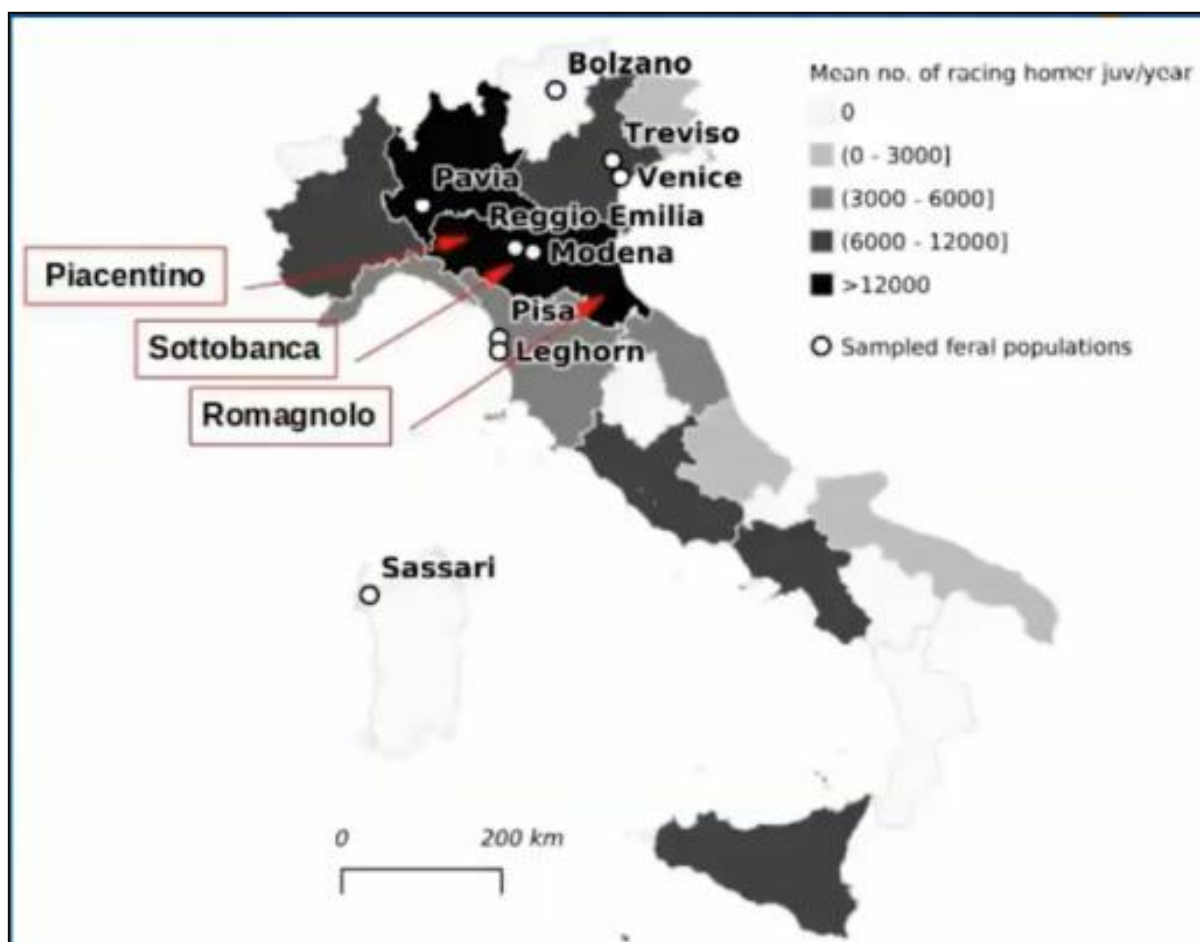 Bolzano
Treviso
Venice
Pavia
Reggio Emilia
Modena
Pisa
Leghorn
Sassari
Piacentino
Sottobanca
Romagnolo
Mean no. of racing homer juv/year
0
(0 - 3000]
(3000 - 6000]
(6000 - 12000]
>12000
Sampled feral populations
0 200 km